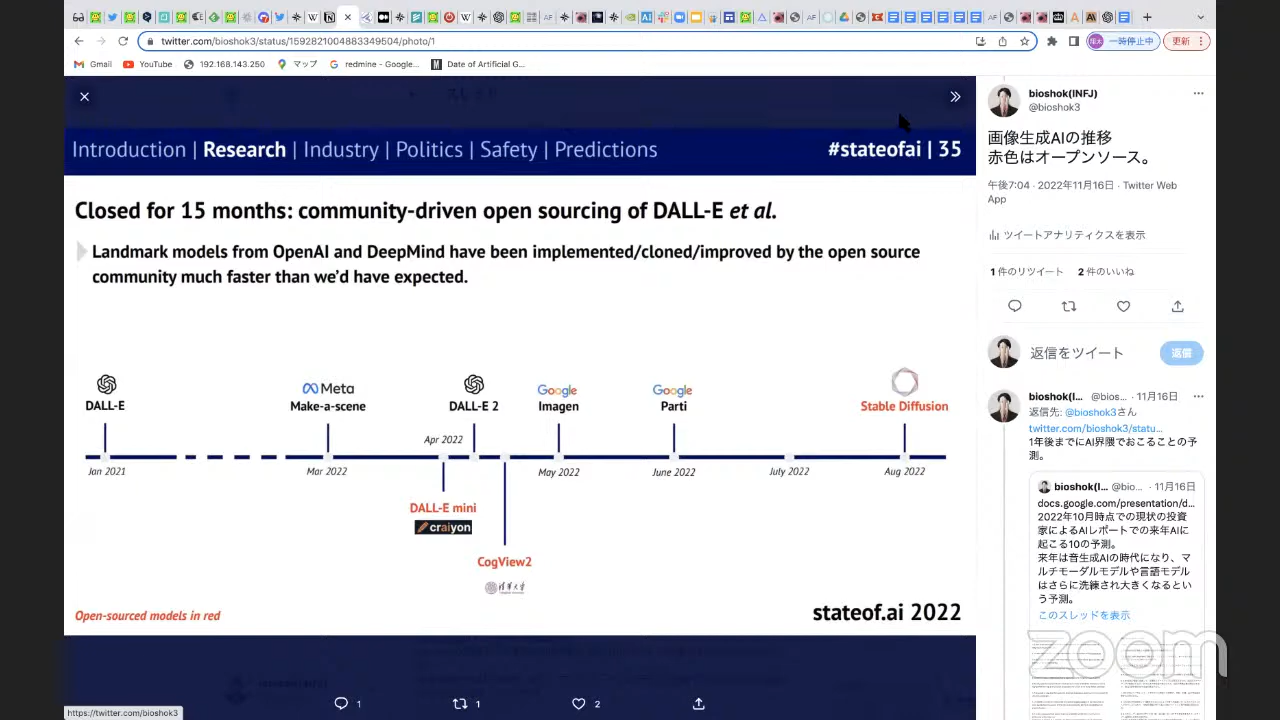 twitter.com/bioshok3/status/1592821004883349504/photo/1
一時停止中
更新
Gmail
YouTube
192.168.143.250
マップ
redmine - Google...
Date of Artificial G...
Introduction | Research | Industry | Politics | Safety | Predictions
#stateofai | 35
Closed for 15 months: community-driven open sourcing of DALL-E et al.
Landmark models from OpenAI and DeepMind have been implemented/cloned/improved by the open source
community much faster than we'd have expected.
DALL-E
Meta
Make-a-scene
DALL-E 2
Google
Imagen
Google
Parti
Stable Diffusion
Apr 2022
Jan 2021
Mar 2022
May 2022
June 2022
July 2022
Aug 2022
DALL-E mini
craiyon
CogView2
清华大学
Open-sourced models in red
stateof.ai 2022
2
bioshok(INFJ)
@bioshok3
画像生成AIの推移
赤色はオープンソース。
午後7:04 · 2022年11月16日 · Twitter Web
App
ツイートアナリティクスを表示
1 件のリツイート 2 件のいいね
返信をツイート
返信
bioshok(I... @bios... · 11月16日
返信先: @bioshok3さん
twitter.com/bioshok3/statu...
1年後までにAI界隈でおこることの予
測。
bioshok(I... @bio... · 11月16日
docs.google.com/presentation/d...
2022年10月時点での現状の投資
家によるAIレポートでの来年AIに
起こる10の予測。
来年は音生成AIの時代になり、マ
ルチモーダルモデルや言語モデル
はさらに洗練され大きくなるとい
う予測。
このスレッドを表示
zoom